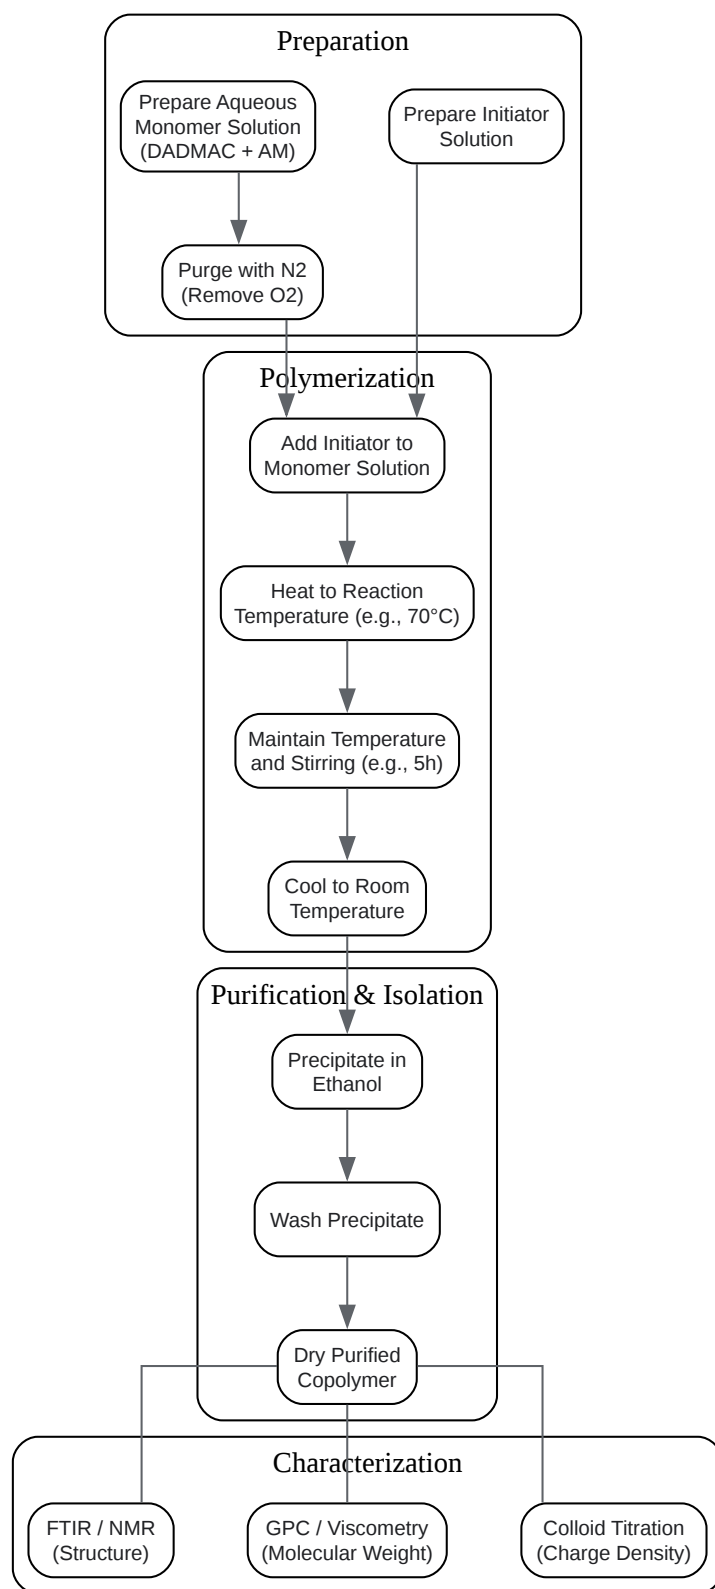 Preparation
Prepare Aqueous
Monomer Solution
(DADMAC + AM)
Prepare Initiator
Solution
Purge with N2
(Remove O2)
Polymerization
Add Initiator to
Monomer Solution
Heat to Reaction
Temperature (e.g., 70°C)
Maintain Temperature
and Stirring (e.g., 5h)
Cool to Room
Temperature
Purification & Isolation
Precipitate in
Ethanol
Wash Precipitate
Dry Purified
Copolymer
Characterization
FTIR / NMR
(Structure)
GPC / Viscometry
(Molecular Weight)
Colloid Titration
(Charge Density)